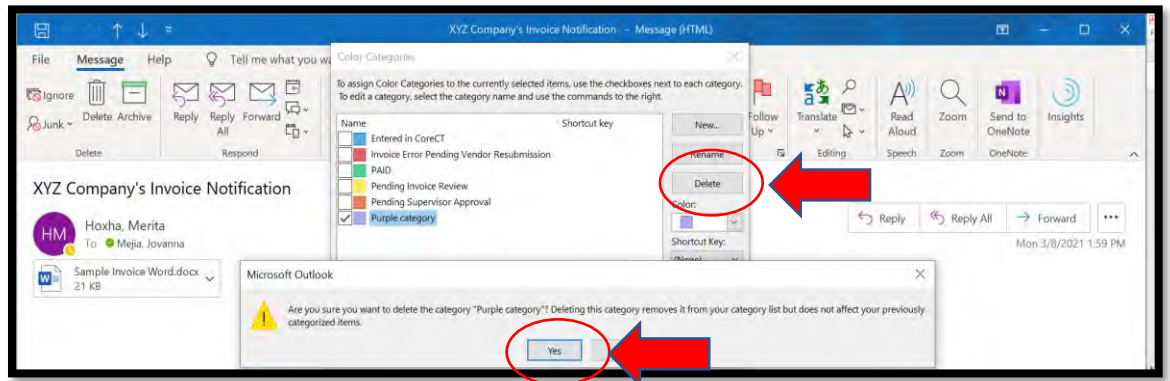 XYZ Company's Invoice Notification - Message (HTML)
File Message Help Tell me what you wa
Color Categories
To assign Color Categories to the currently selected items, use the checkboxes next to each category.
To edit a category, select the category name and use the commands to the right.
Ignore
Junk
Delete Archive
Reply Reply All Forward
Delete
Respond
Name Shortcut key
Entered in CoreCT
Invoice Error Pending Vendor Resubmission
PAID
Pending Invoice Review
Pending Supervisor Approval
Purple category
New...
Rename
Delete
Color:
Shortcut Key:
(None)
Follow Up
Translate
Read Aloud
Zoom
Send to OneNote
Insights
Editing
Speech
Zoom
OneNote
XYZ Company's Invoice Notification
HM
Hoxha, Merita
To Mejia, Jovanna
Reply Reply All Forward
Mon 3/8/2021 1:59 PM
W
Sample Invoice Word.docx
21 KB
Microsoft Outlook
Are you sure you want to delete the category "Purple category"? Deleting this category removes it from your category list but does not affect your previously
categorized items.
Yes